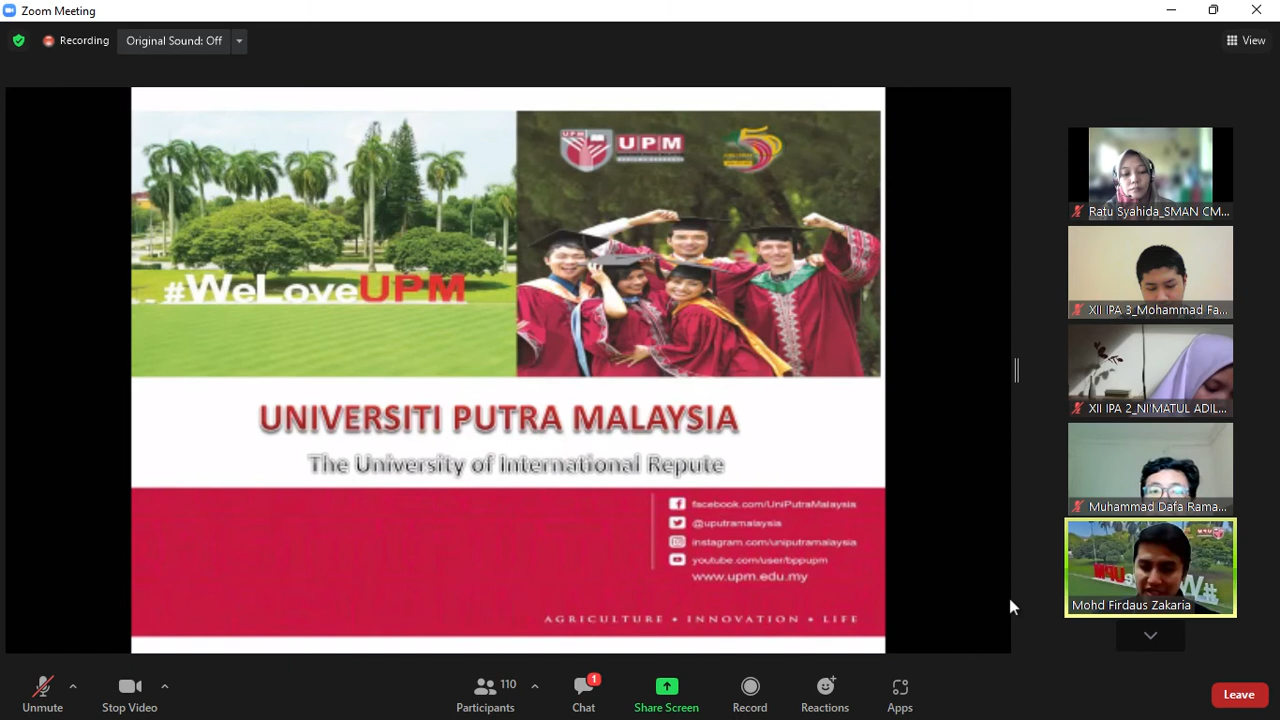 Zoom Meeting
Recording
Original Sound: Off
View
UPM
UPM
#WeLoveUPM
UNIVERSITI PUTRA MALAYSIA
The University of International Repute
facebook.com/UniPutraMalaysia
@uputramalaysia
instagram.com/uniputramalaysia
youtube.com/user/bppupm
www.upm.edu.my
AGRICULTURE • INNOVATION • LIFE
Ratu Syahida_SMAN CM...
XII IPA 3_Mohammad Fa...
XII IPA 2_NI'MATUL ADIL...
Muhammad Dafa Rama...
Mohd Firdaus Zakaria
Unmute
Stop Video
110
Participants
1
Chat
Share Screen
Record
Reactions
Apps
Leave